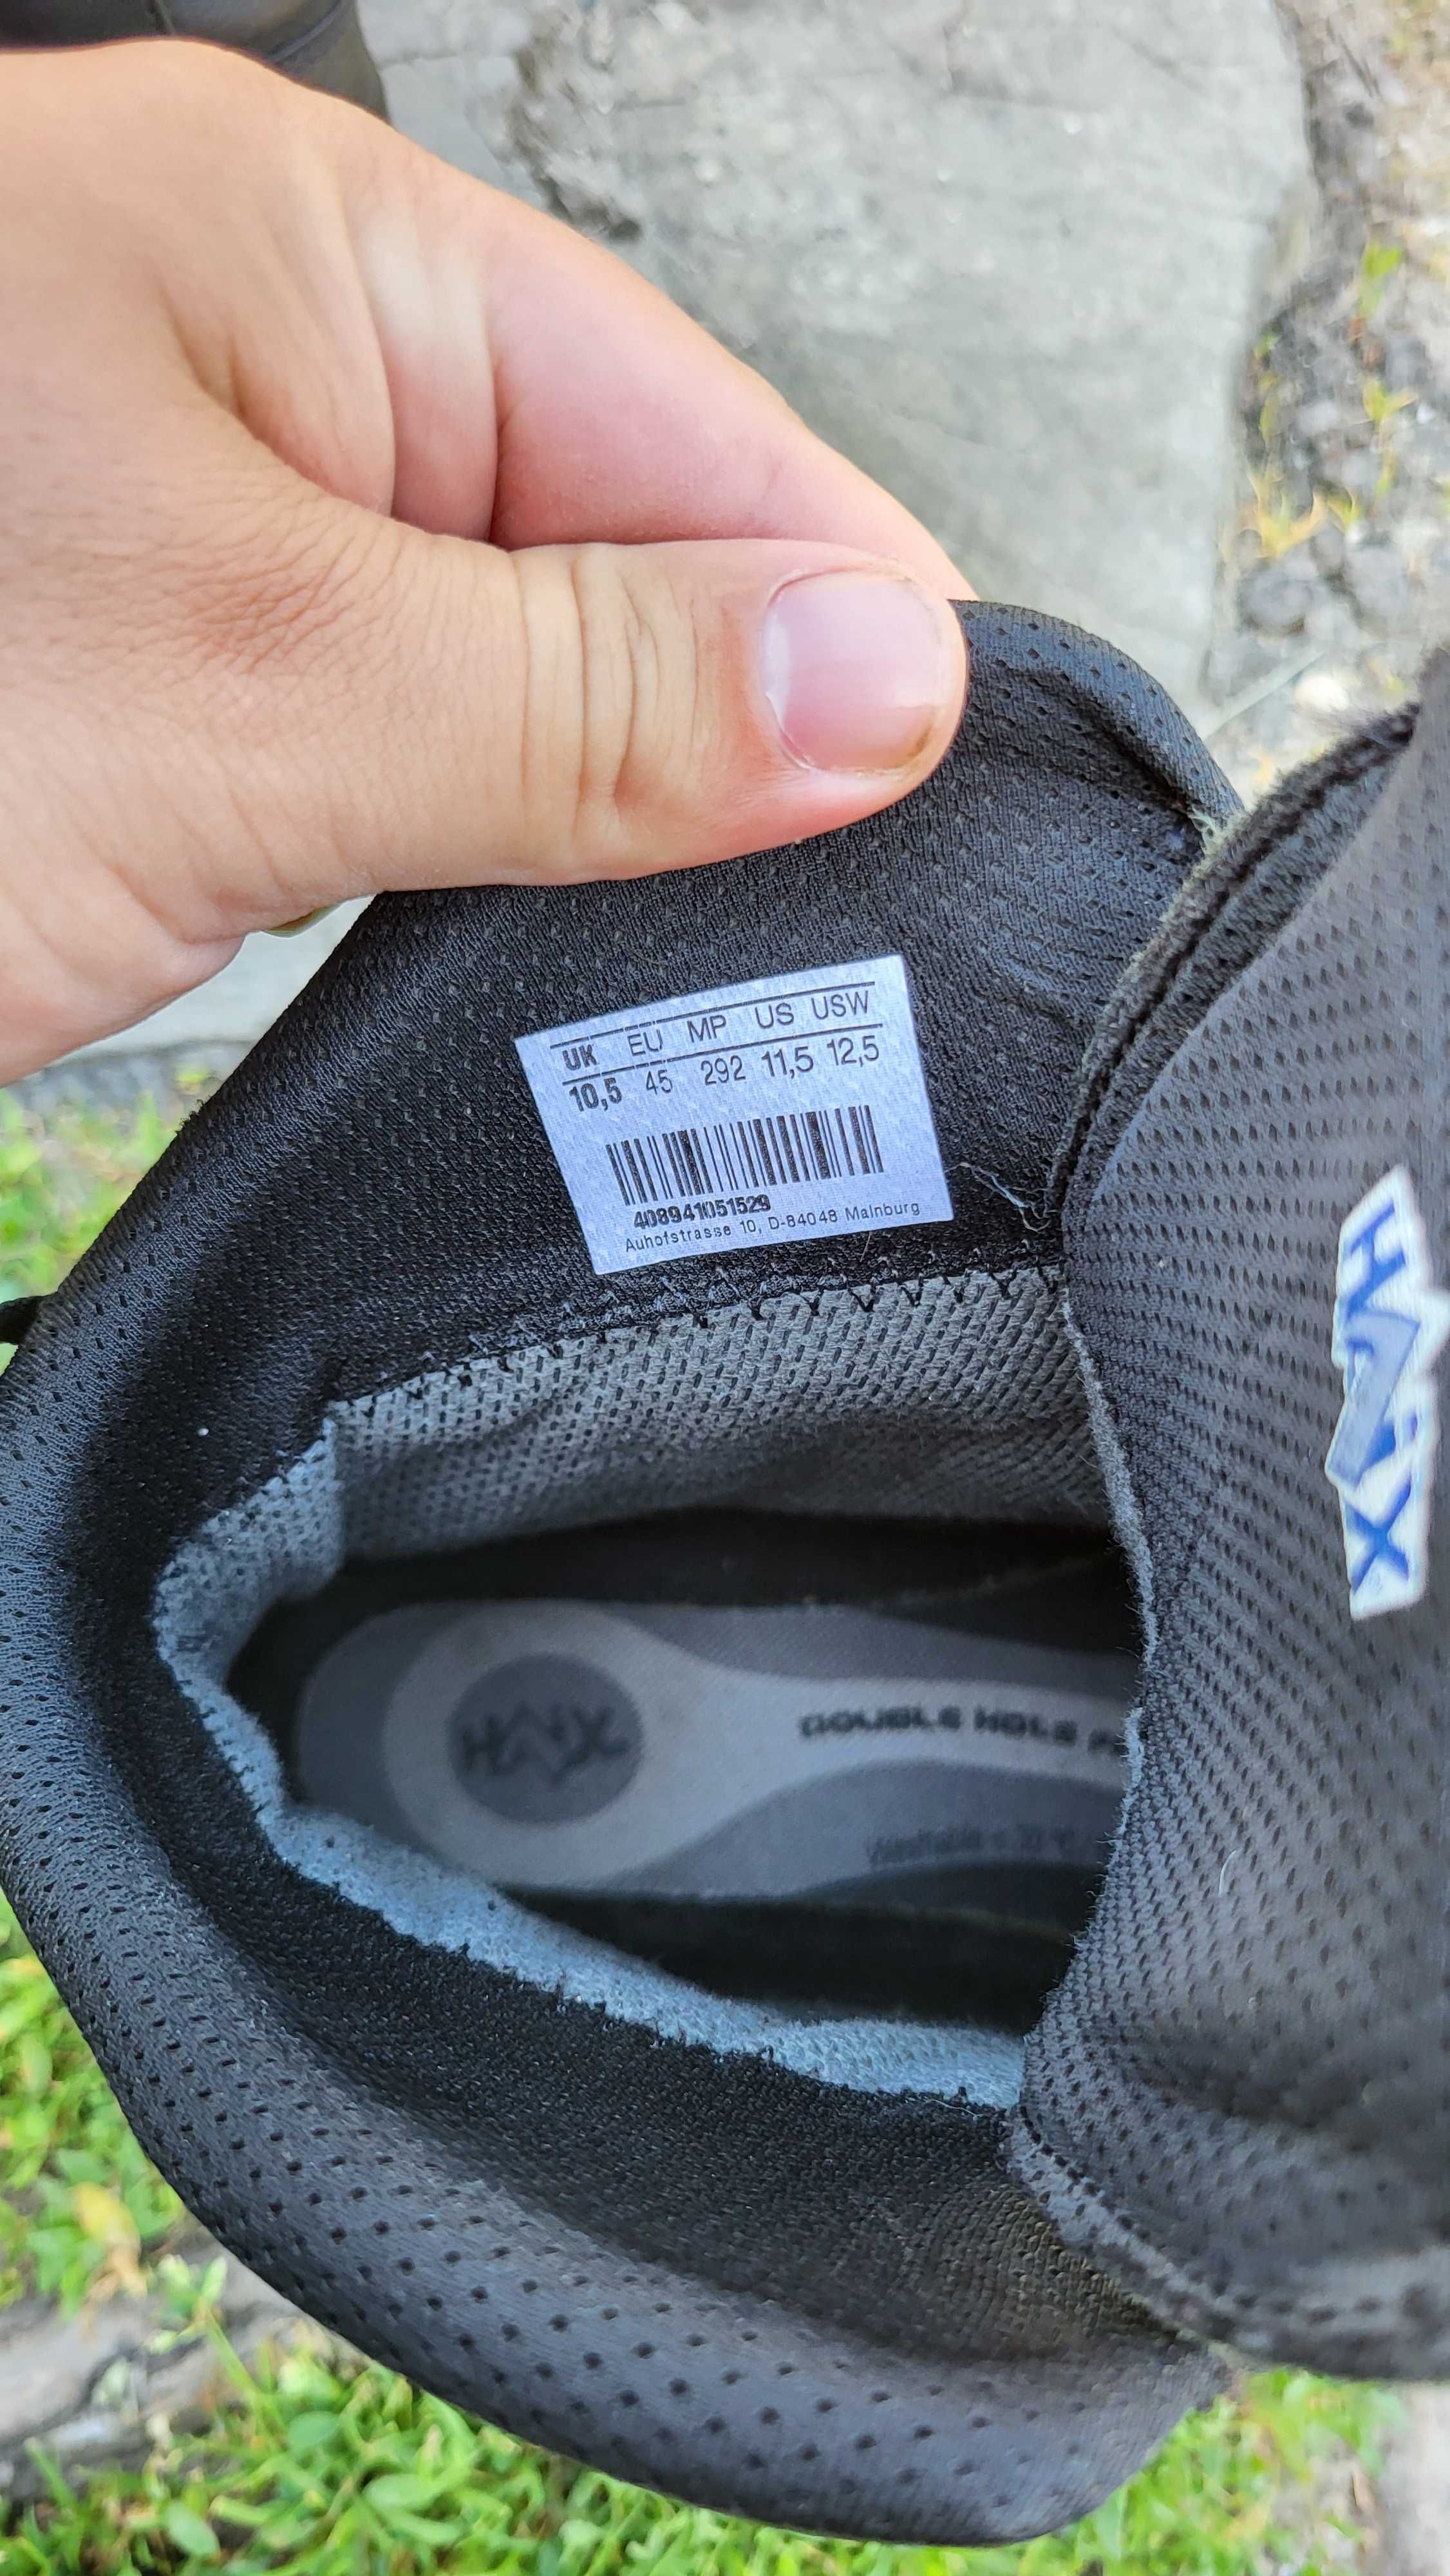 UK EU MP US USW
10,5 45 292 11,5 12,5
408941051529
Auhofstrasse 10, D-84048 Mainburg
HAIX
HAIX
DOUBLE HOLE